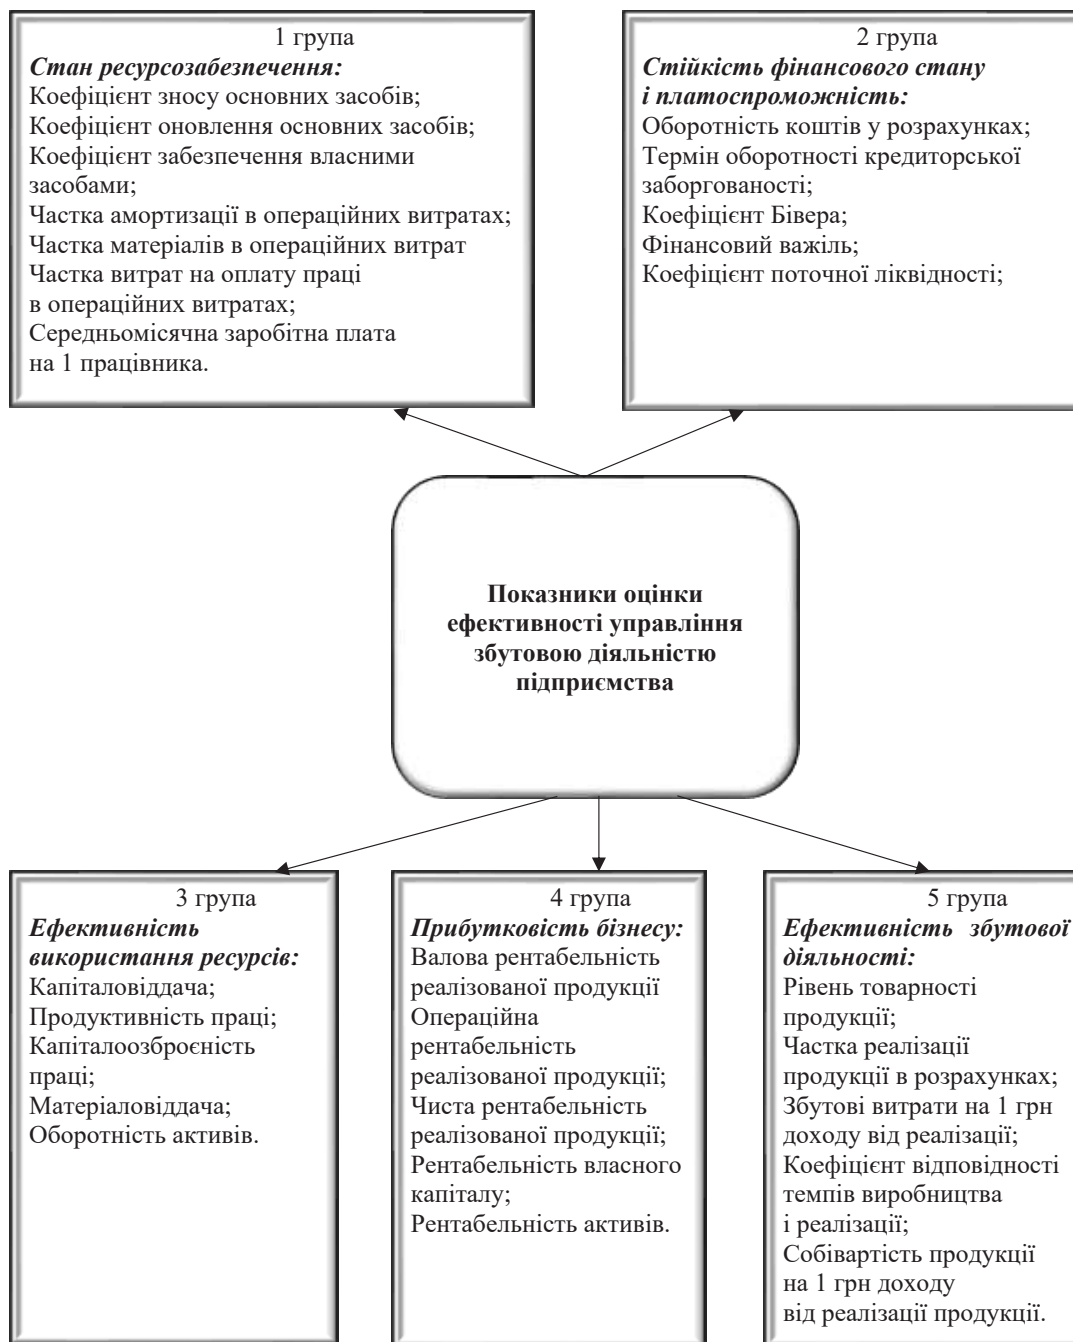 1 група
Стан ресурсозабезпечення:
Коефіцієнт зносу основних засобів;
Коефіцієнт оновлення основних засобів;
Коефіцієнт забезпечення власними
засобами;
Частка амортизації в операційних витратах;
Частка матеріалів в операційних витрат
Частка витрат на оплату праці
в операційних витратах;
Середньомісячна заробітна плата
на 1 працівника.
2 група
Стійкість фінансового стану
і платоспроможність:
Оборотність коштів у розрахунках;
Термін оборотності кредиторської
заборгованості;
Коефіцієнт Бівера;
Фінансовий важіль;
Коефіцієнт поточної ліквідності;
Показники оцінки
ефективності управління
збутовою діяльністю
підприємства
3 група
Ефективність
використання ресурсів:
Капіталовіддача;
Продуктивність праці;
Капіталоозброєність
праці;
Матеріаловіддача;
Оборотність активів.
4 група
Прибутковість бізнесу:
Валова рентабельність
реалізованої продукції
Операційна
рентабельність
реалізованої продукції;
Чиста рентабельність
реалізованої продукції;
Рентабельність власного
капіталу;
Рентабельність активів.
5 група
Ефективність збутової
діяльності:
Рівень товарності
продукції;
Частка реалізації
продукції в розрахунках;
Збутові витрати на 1 грн
доходу від реалізації;
Коефіцієнт відповідності
темпів виробництва
і реалізації;
Собівартість продукції
на 1 грн доходу
від реалізації продукції.